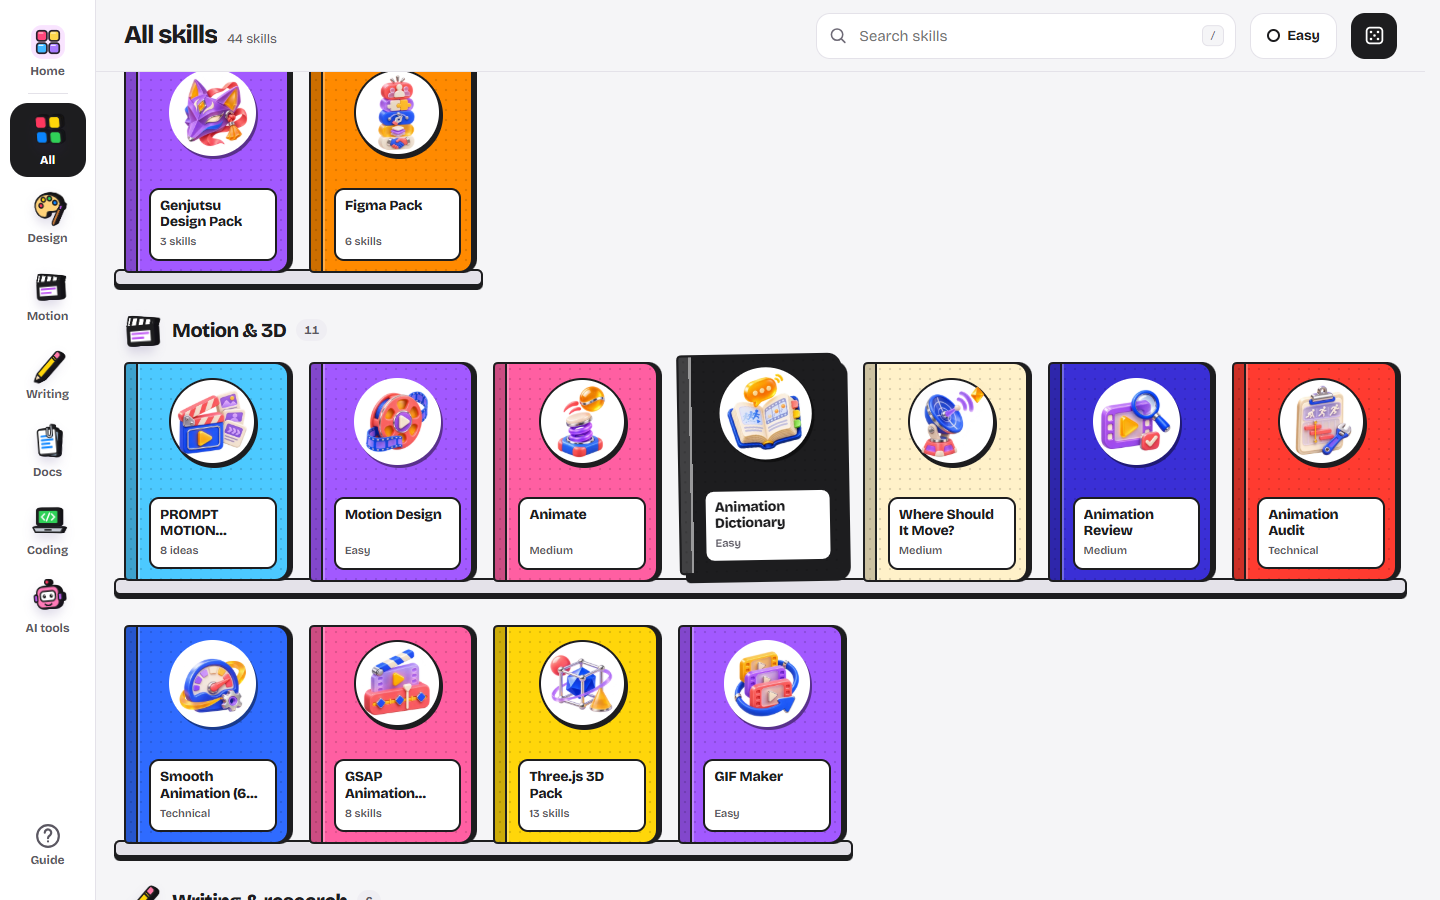 All skills
44 skills
Search skills
/
Easy
Home
All
Design
Motion
Writing
Docs
Coding
AI tools
Guide
Genjutsu
Design Pack
3 skills
Figma Pack
6 skills
Motion & 3D
11
PROMPT
MOTION...
8 ideas
Motion Design
Easy
Animate
Medium
Animation
Dictionary
Easy
Where Should
It Move?
Medium
Animation
Review
Medium
Animation
Audit
Technical
Smooth
Animation (6...
Technical
GSAP
Animation...
8 skills
Three.js 3D
Pack
13 skills
GIF Maker
Easy
Writing & research